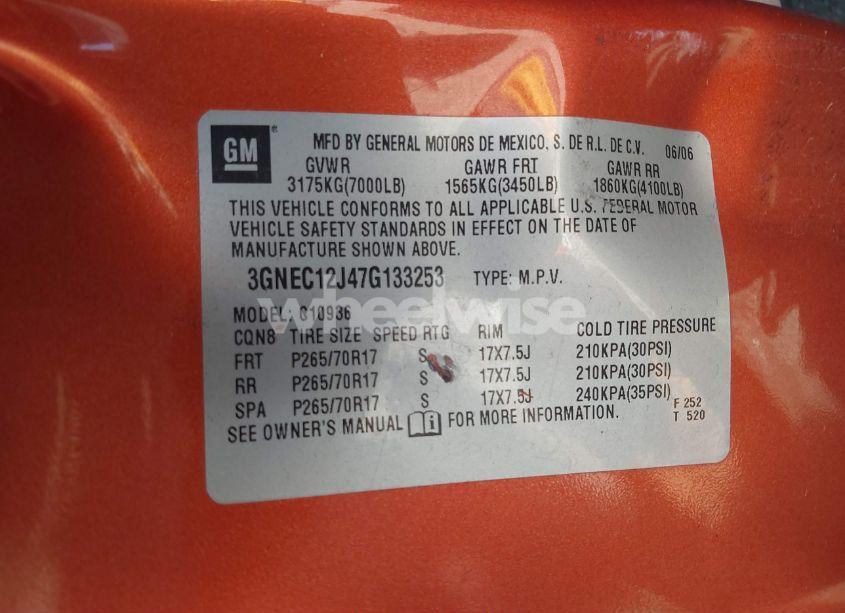 GM ® MFD BY GENERAL MOTORS DE MEXICO, S. DE R.L. DE C.V. 06/06
GVWR GAWR FRT GAWR RR
3175KG(7000LB) 1565KG(3450LB) 1860KG(4100LB)
THIS VEHICLE CONFORMS TO ALL APPLICABLE U.S. FEDERAL MOTOR
VEHICLE SAFETY STANDARDS IN EFFECT ON THE DATE OF
MANUFACTURE SHOWN ABOVE.
3GNEC12J47G133253 TYPE: M.P.V.
wheelwise
MODEL: C10936
CQN8 TIRE SIZE SPEED RTG RIM COLD TIRE PRESSURE
FRT P265/70R17 S 17X7.5J 210KPA(30PSI)
RR P265/70R17 S 17X7.5J 210KPA(30PSI)
SPA P265/70R17 S 17X7.5J 240KPA(35PSI)
F 252
T 520
SEE OWNER'S MANUAL FOR MORE INFORMATION.